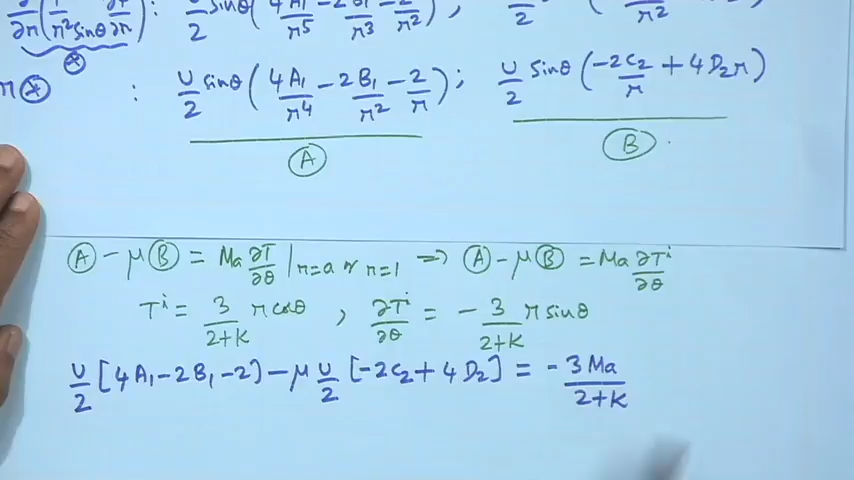 ∂/∂r (1/(r² sinθ) ∂Ψ/∂r) : U/2 sinθ (4A₁/r⁵ − 2B₁/r³ − 2/r²) ; U/2
⊛
r⊛ : U/2 sinθ (4A₁/r⁴ − 2B₁/r² − 2/r) ; U/2 sinθ (−2C₂/r + 4D₂r)
Ⓐ Ⓑ
Ⓐ − μⒷ = Ma ∂T/∂θ |r=a or r=1 ⇒ Ⓐ − μⒷ = Ma ∂Tⁱ/∂θ
Tⁱ = 3/(2+K) r cosθ , ∂Tⁱ/∂θ = − 3/(2+K) r sinθ
U/2 [4A₁ − 2B₁ − 2] − μ U/2 [−2C₂ + 4D₂] = − 3Ma/(2+K)